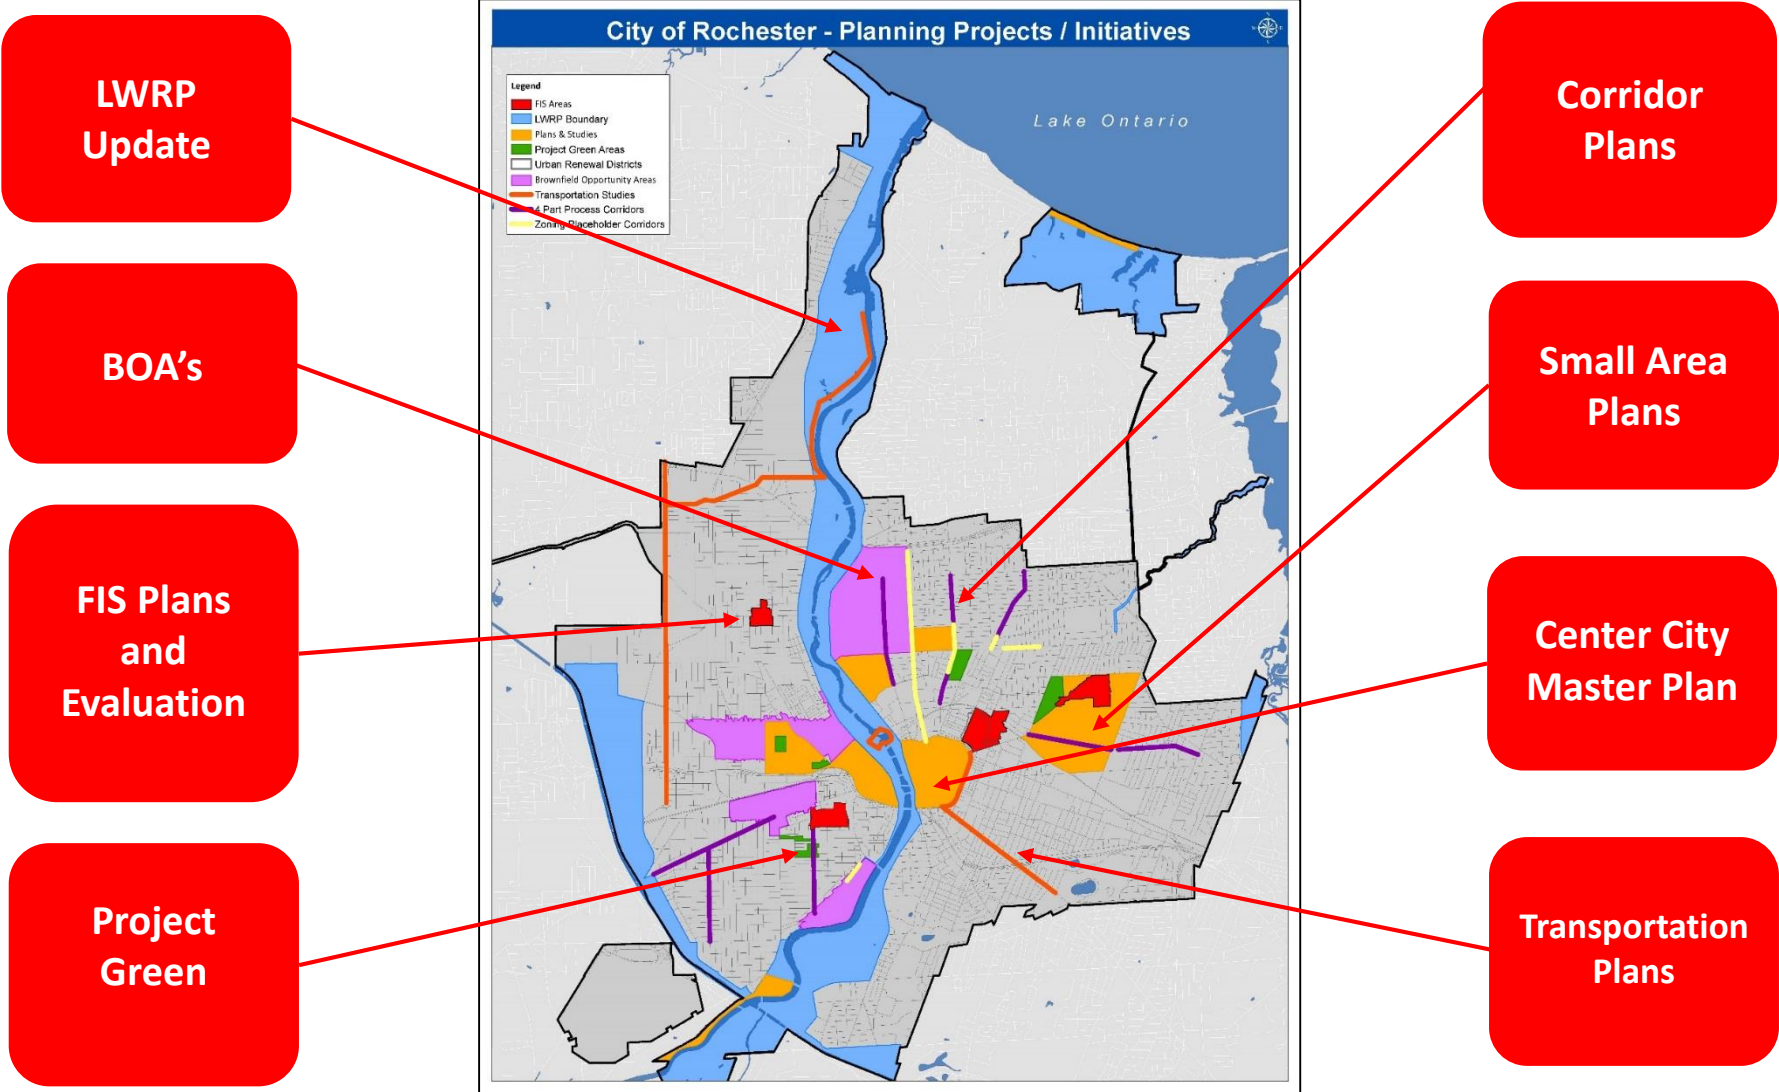 City of Rochester - Planning Projects / Initiatives
LWRP
Update
BOA's
FIS Plans
and
Evaluation
Project
Green
Legend
FIS Areas
LWRP Boundary
Plans & Studies
Project Green Areas
Urban Renewal Districts
Brownfield Opportunity Areas
Transportation Studies
4 Part Process Corridors
Zoning Placeholder Corridors
Lake Ontario
Corridor
Plans
Small Area
Plans
Center City
Master Plan
Transportation
Plans